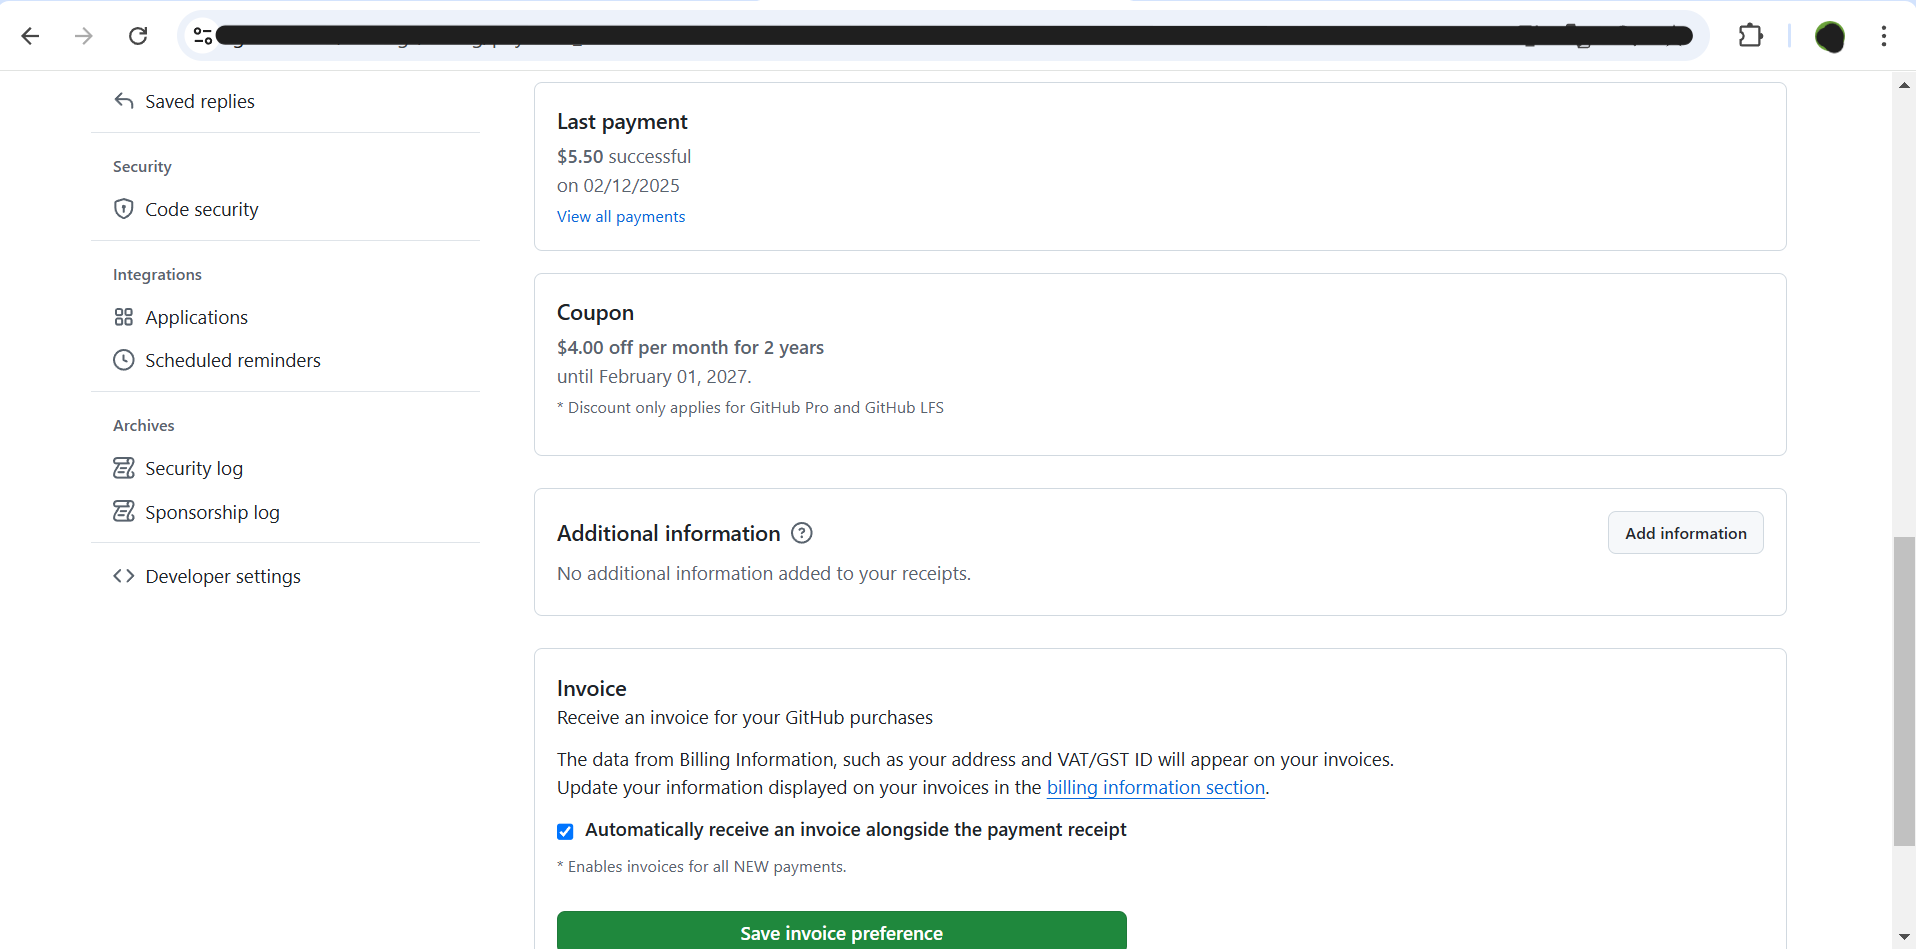 Saved replies
Security
Code security
Integrations
Applications
Scheduled reminders
Archives
Security log
Sponsorship log
Developer settings
Last payment
$5.50 successful
on 02/12/2025
View all payments
Coupon
$4.00 off per month for 2 years
until February 01, 2027.
* Discount only applies for GitHub Pro and GitHub LFS
Additional information
Add information
No additional information added to your receipts.
Invoice
Receive an invoice for your GitHub purchases
The data from Billing Information, such as your address and VAT/GST ID will appear on your invoices.
Update your information displayed on your invoices in the billing information section.
Automatically receive an invoice alongside the payment receipt
* Enables invoices for all NEW payments.
Save invoice preference